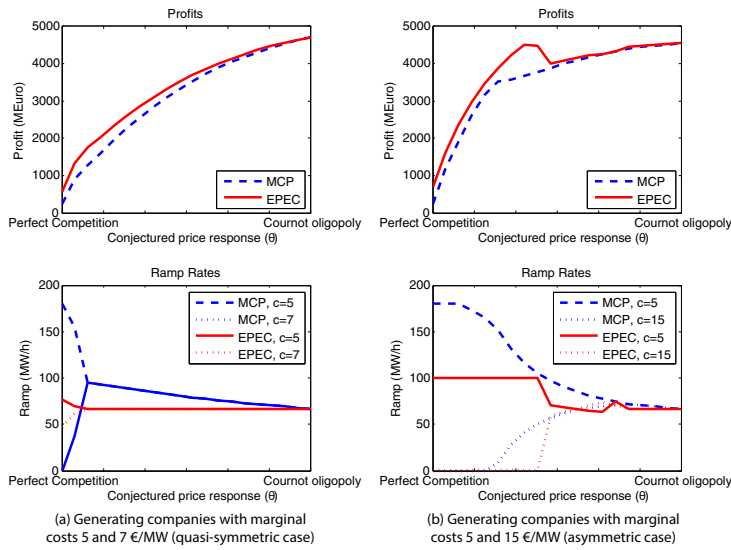 Profits
5000
4000
3000
2000
1000
0
Profit (MEuro)
MCP
EPEC
Perfect Competition
Cournot oligopoly
Conjectured price response (θ)
Profits
5000
4000
3000
2000
1000
0
Profit (MEuro)
MCP
EPEC
Perfect Competition
Cournot oligopoly
Conjectured price response (θ)
Ramp Rates
200
150
100
50
0
Ramp (MW/h)
MCP, c=5
MCP, c=7
EPEC, c=5
EPEC, c=7
Perfect Competition
Cournot oligopoly
Conjectured price response (θ)
Ramp Rates
200
150
100
50
0
Ramp (MW/h)
MCP, c=5
MCP, c=15
EPEC, c=5
EPEC, c=15
Perfect Competition
Cournot oligopoly
Conjectured price response (θ)
(a) Generating companies with marginal
costs 5 and 7 €/MW (quasi-symmetric case)
(b) Generating companies with marginal
costs 5 and 15 €/MW (asymmetric case)